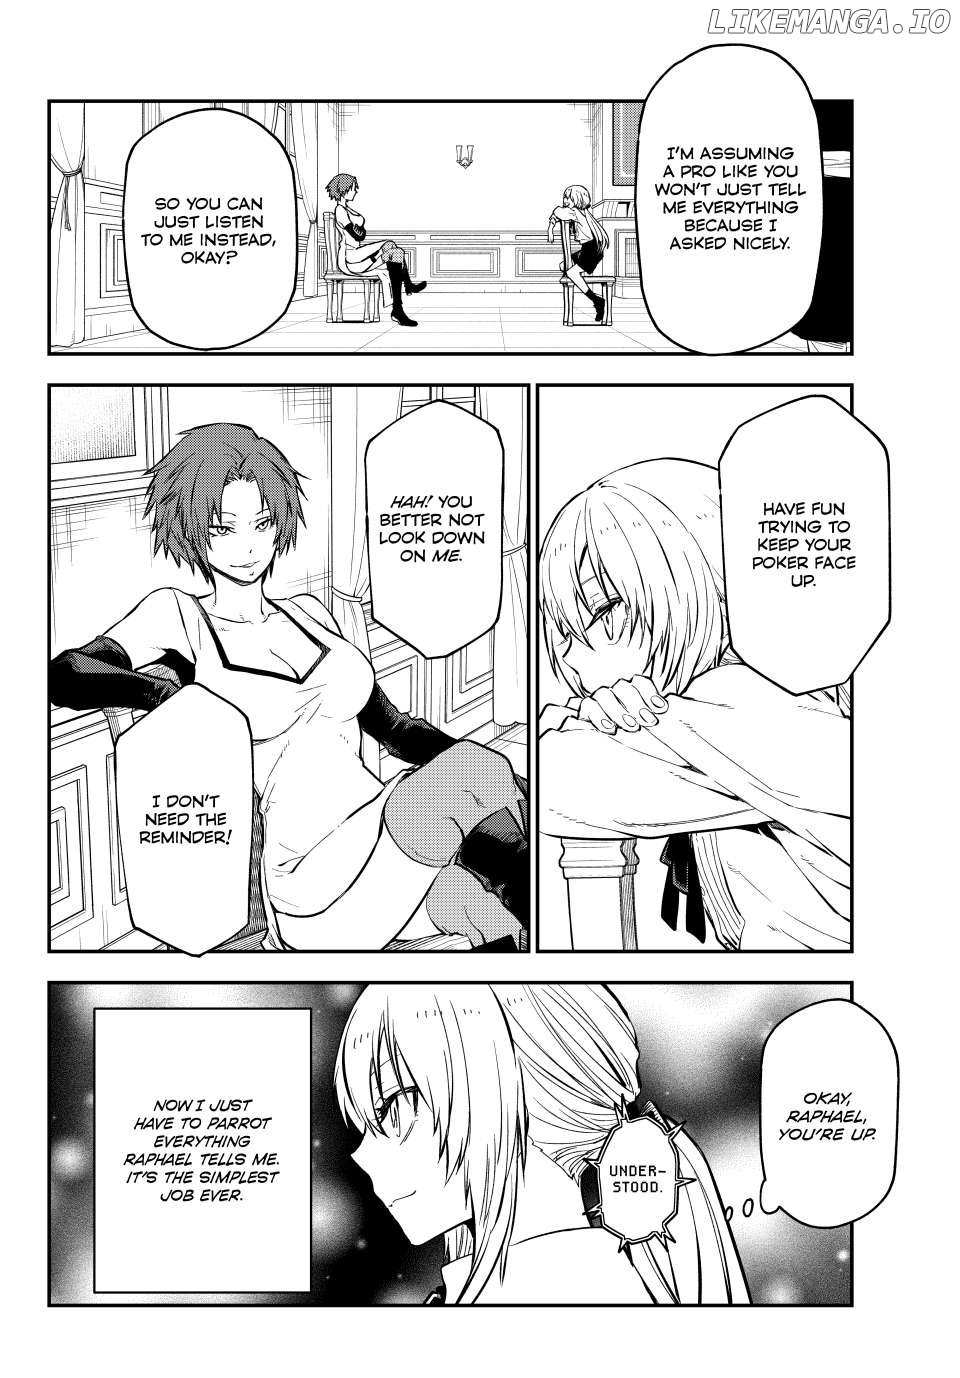 LIKEMANGA.IO
I'M ASSUMING
A PRO LIKE YOU
WON'T JUST TELL
ME EVERYTHING
BECAUSE I
ASKED NICELY.
SO YOU CAN
JUST LISTEN
TO ME INSTEAD,
OKAY?
HAVE FUN
TRYING TO
KEEP YOUR
POKER FACE
UP.
HAH! YOU
BETTER NOT
LOOK DOWN
ON ME.
I DON'T
NEED THE
REMINDER!
OKAY,
RAPHAEL,
YOU'RE UP.
UNDER-
STOOD.
NOW I JUST
HAVE TO PARROT
EVERYTHING
RAPHAEL TELLS ME.
IT'S THE SIMPLEST
JOB EVER.